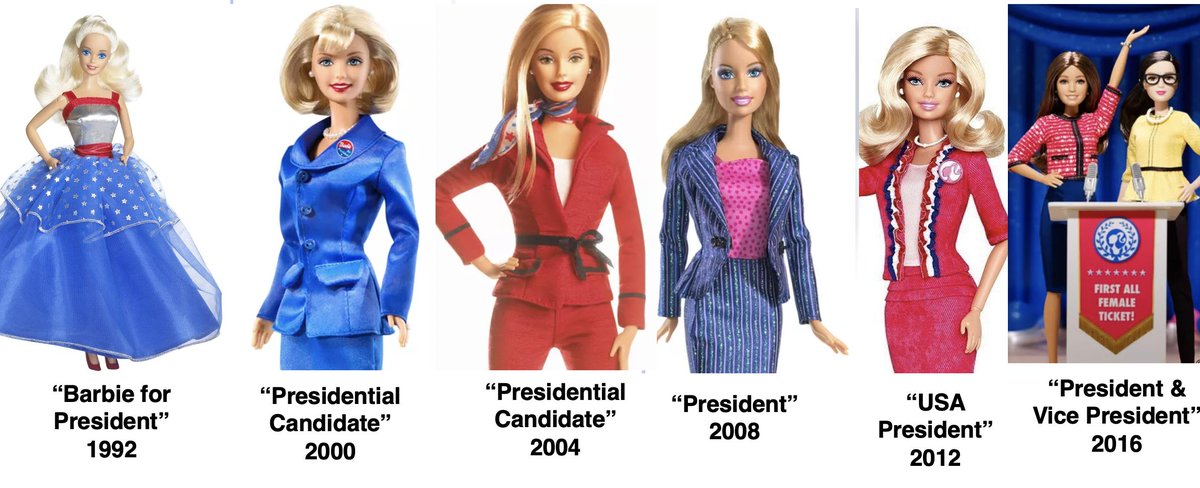 “Barbie for
President”
1992
“Presidential
Candidate”
2000
“Presidential
Candidate”
2004
“President”
2008
“USA
President”
2012
“President &
Vice President”
2016
FIRST ALL
FEMALE
TICKET!